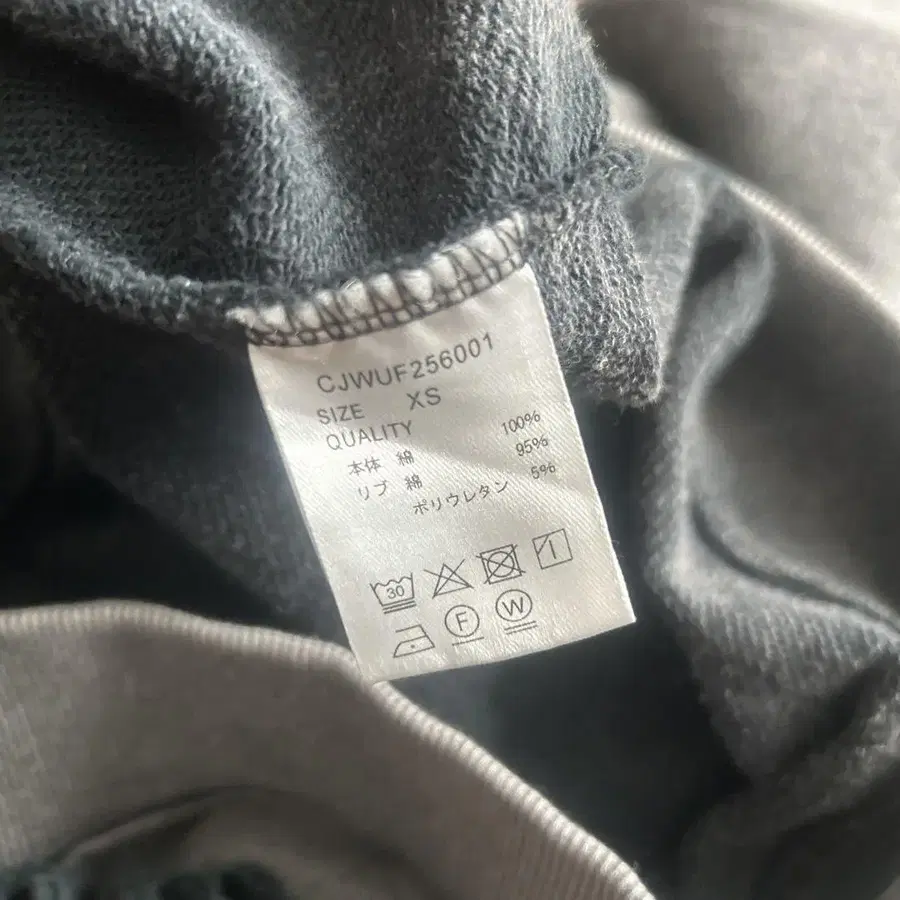 CJWUF256001
SIZE XS
QUALITY
本体 綿 100%
リブ 綿 95%
ポリウレタン 5%
30
F W